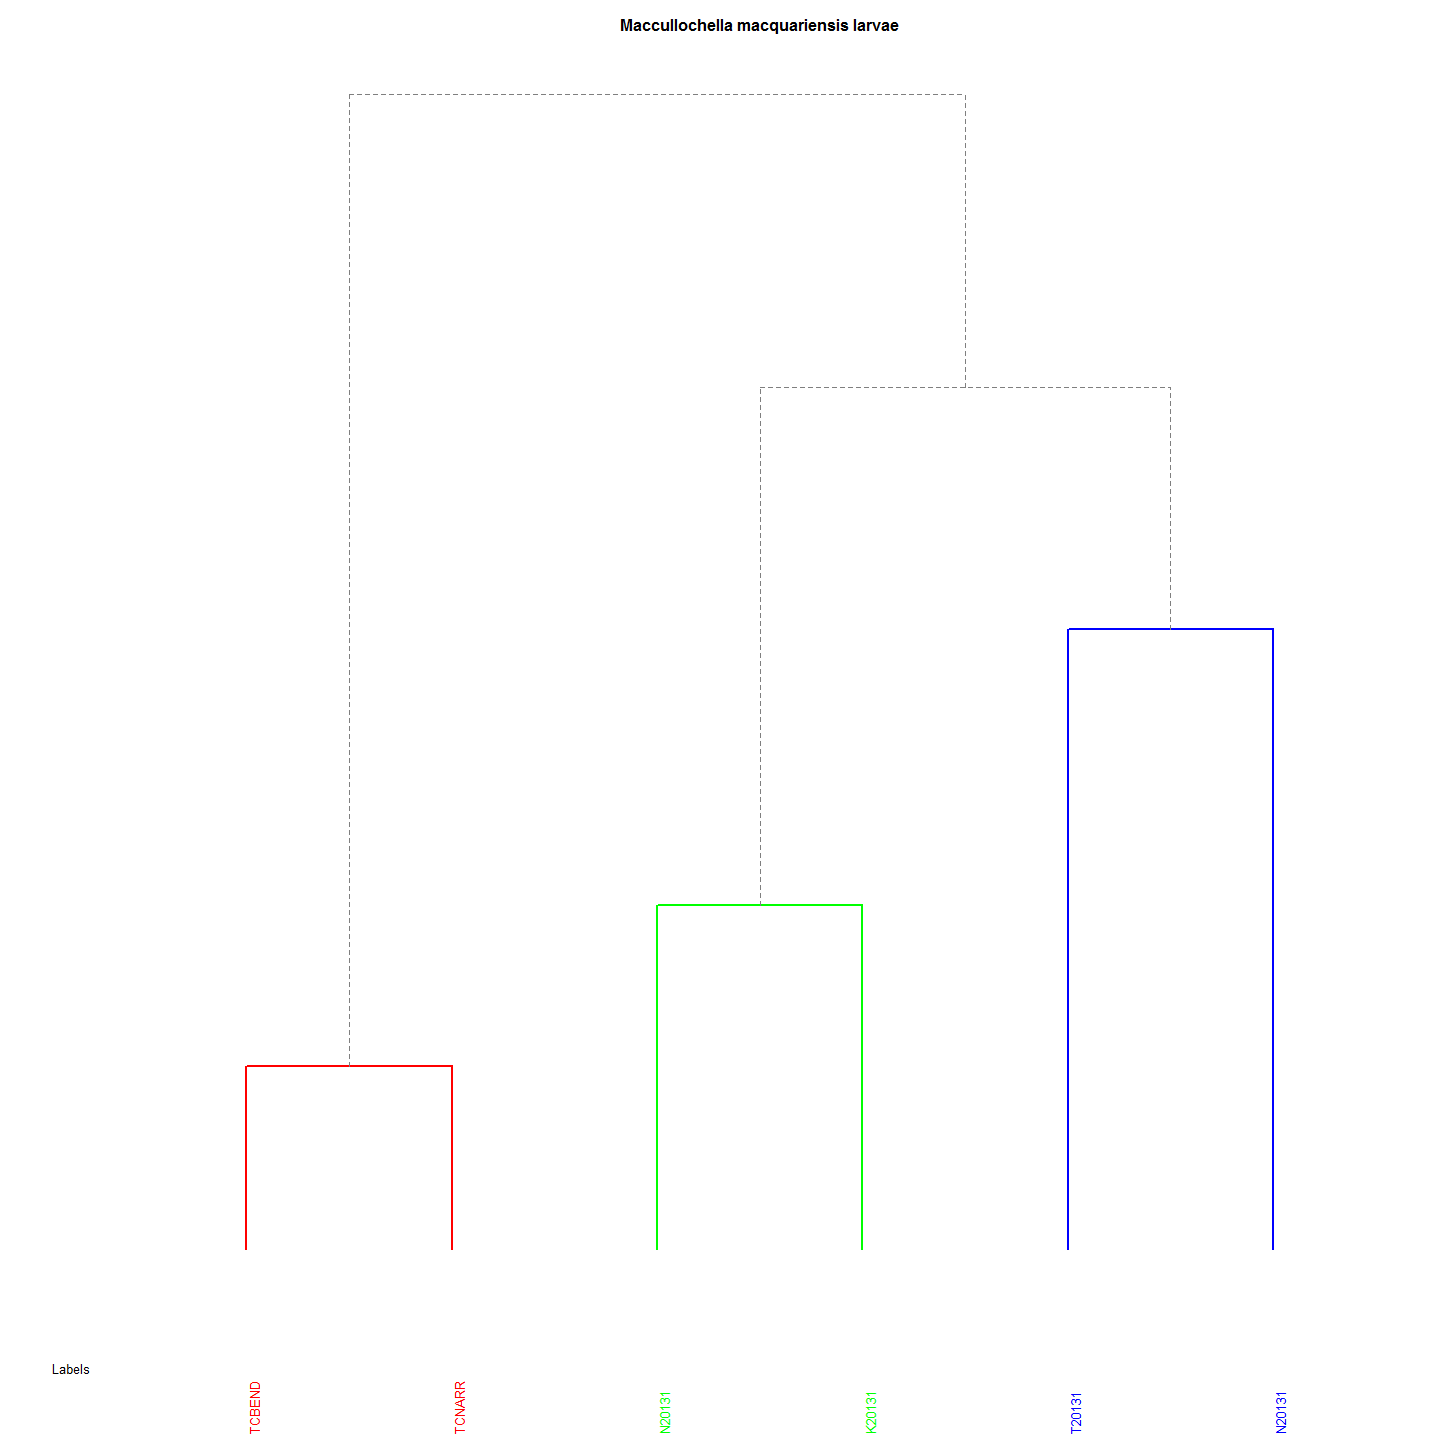 Maccullochella macquariensis larvae
Labels
TCBEND
TCNARR
N20131
K20131
T20131
N20131